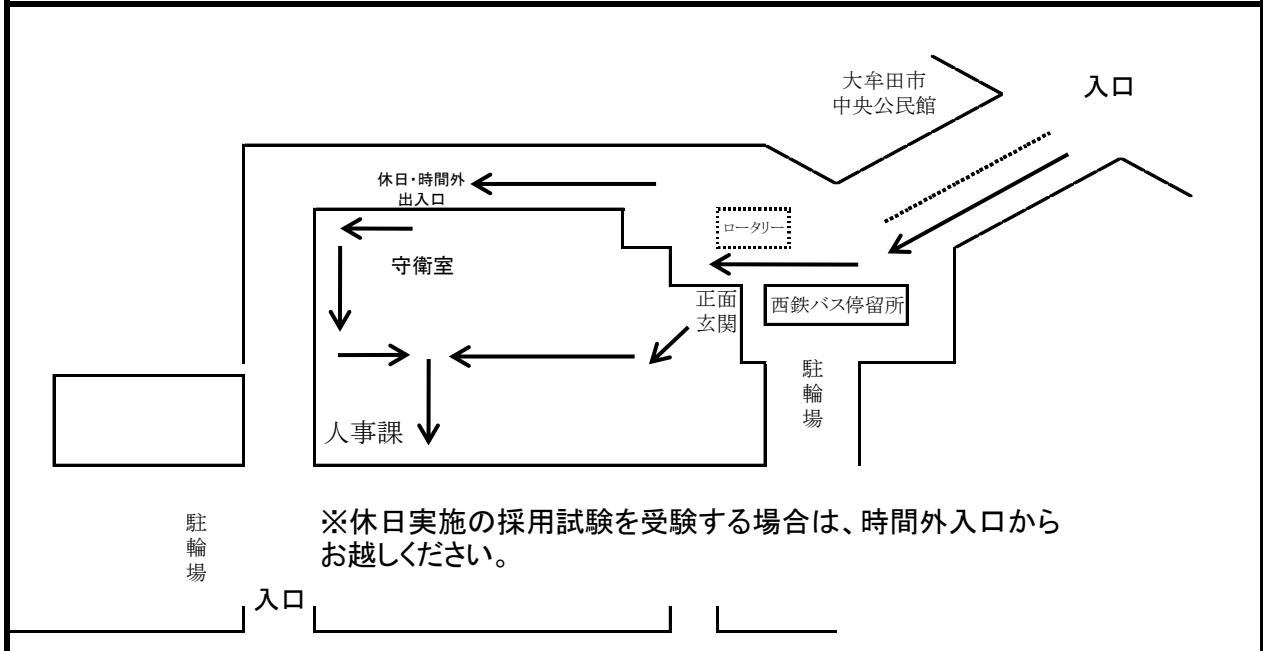 大牟田市
中央公民館
入口
休日・時間外
出入口
ロータリー
守衛室
正面
玄関
西鉄バス停留所
駐輪場
人事課
駐輪場
※休日実施の採用試験を受験する場合は、時間外入口から
お越しください。
入口